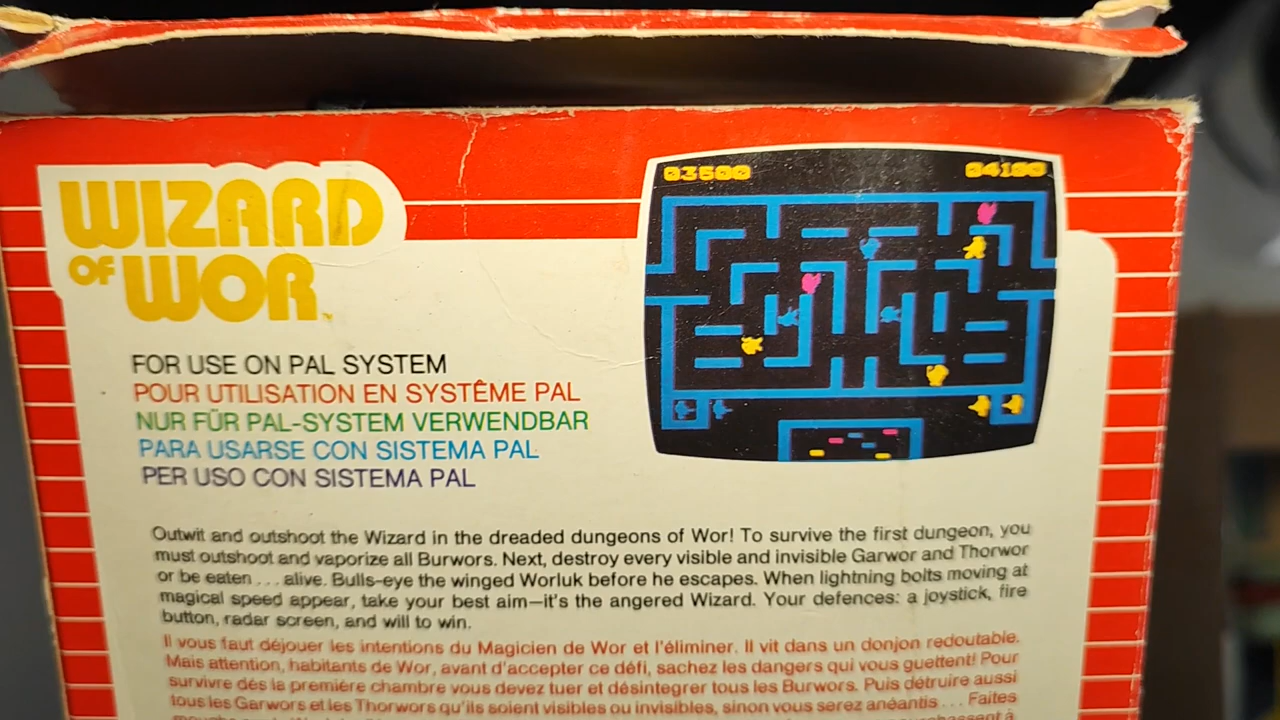 WIZARD
OF WOR™
FOR USE ON PAL SYSTEM
POUR UTILISATION EN SYSTÊME PAL
NUR FÜR PAL-SYSTEM VERWENDBAR
PARA USARSE CON SISTEMA PAL
PER USO CON SISTEMA PAL
03500 04100
Outwit and outshoot the Wizard in the dreaded dungeons of Wor! To survive the first dungeon, you
must outshoot and vaporize all Burwors. Next, destroy every visible and invisible Garwor and Thorwor
or be eaten . . . alive. Bulls-eye the winged Worluk before he escapes. When lightning bolts moving at
magical speed appear, take your best aim—it's the angered Wizard. Your defences: a joystick, fire
button, radar screen, and will to win.
Il vous faut déjouer les intentions du Magicien de Wor et l'éliminer. Il vit dans un donjon redoutable.
Mais attention, habitants de Wor, avant d'accepter ce défi, sachez les dangers qui vous guettent! Pour
survivre dés la premiére chambre vous devez tuer et désintegrer tous les Burwors. Puis détruire aussi
tous les Garwors et les Thorwors qu'ils soient visibles ou invisibles, sinon vous serez anéantis . . . Faites